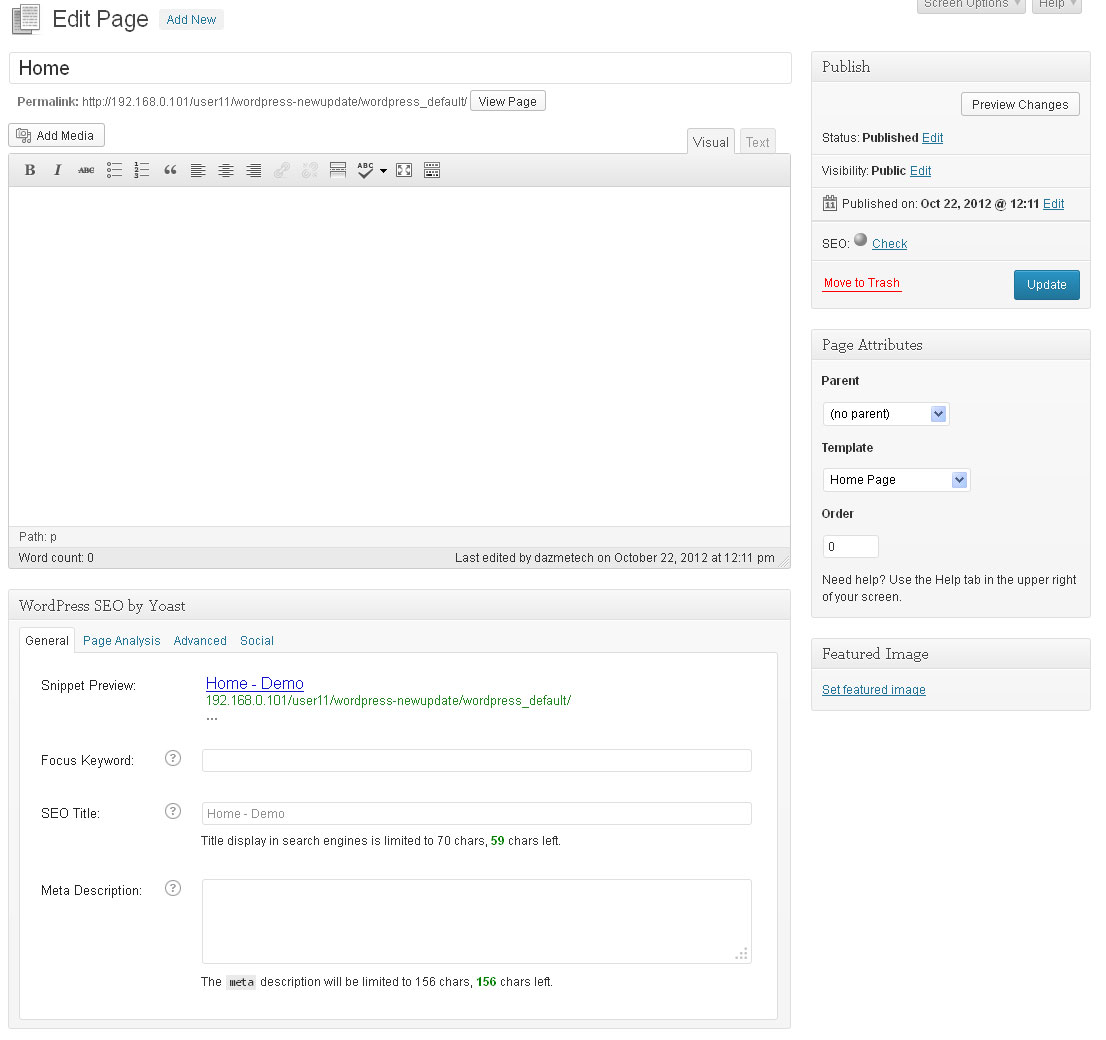 Screen Options Help
Edit Page Add New
Home
Permalink: http://192.168.0.101/user11/wordpress-newupdate/wordpress_default/ View Page
Add Media
Visual Text
B I ABC ABC
Path: p
Word count: 0 Last edited by dazmetech on October 22, 2012 at 12:11 pm
WordPress SEO by Yoast
General Page Analysis Advanced Social
Snippet Preview:
Home - Demo
192.168.0.101/user11/wordpress-newupdate/wordpress_default/
...
Focus Keyword: ?
SEO Title: ? Home - Demo
Title display in search engines is limited to 70 chars, 59 chars left.
Meta Description: ?
The meta description will be limited to 156 chars, 156 chars left.
Publish
Preview Changes
Status: Published Edit
Visibility: Public Edit
11 Published on: Oct 22, 2012 @ 12:11 Edit
SEO: Check
Move to Trash Update
Page Attributes
Parent
(no parent)
Template
Home Page
Order
0
Need help? Use the Help tab in the upper right
of your screen.
Featured Image
Set featured image